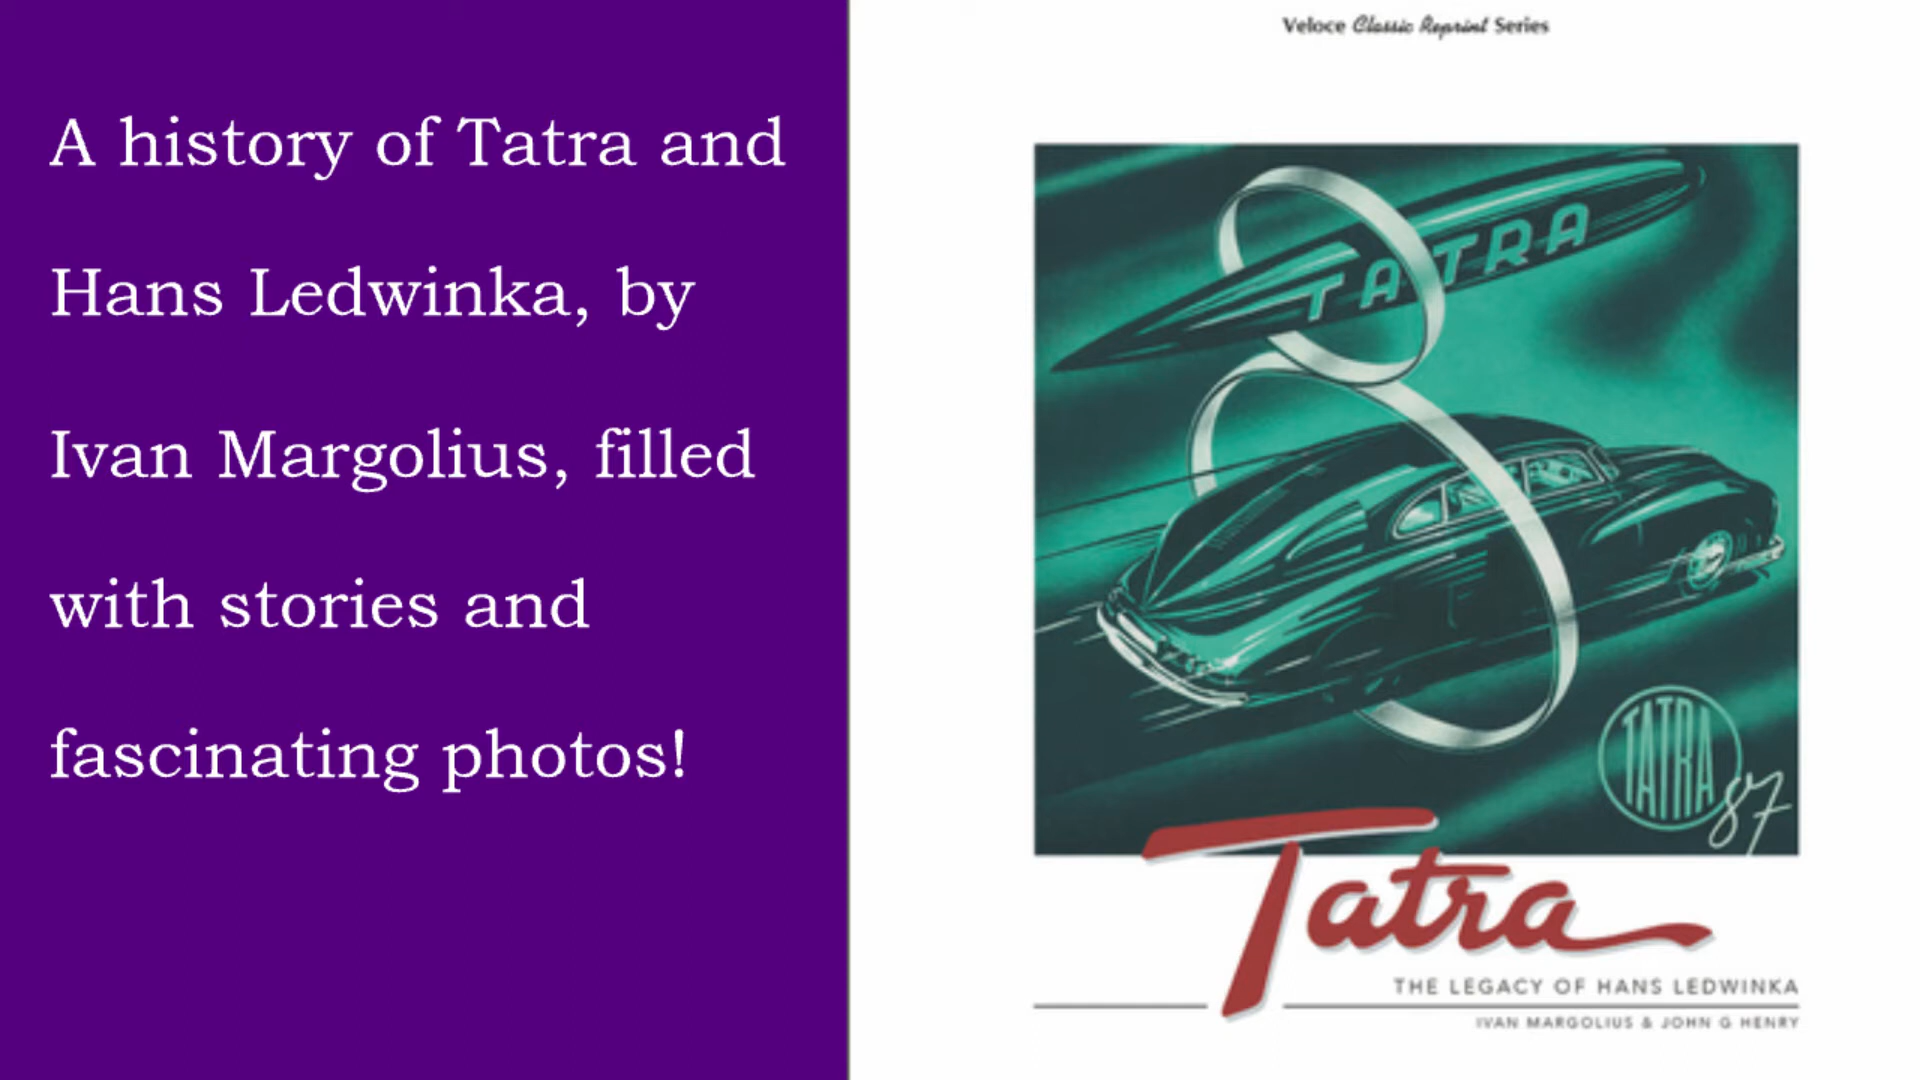 A history of Tatra and
Hans Ledwinka, by
Ivan Margolius, filled
with stories and
fascinating photos!
Veloce Classic Reprint Series
TATRA
TATRA
87
Tatra
THE LEGACY OF HANS LEDWINKA
IVAN MARGOLIUS & JOHN G HENRY